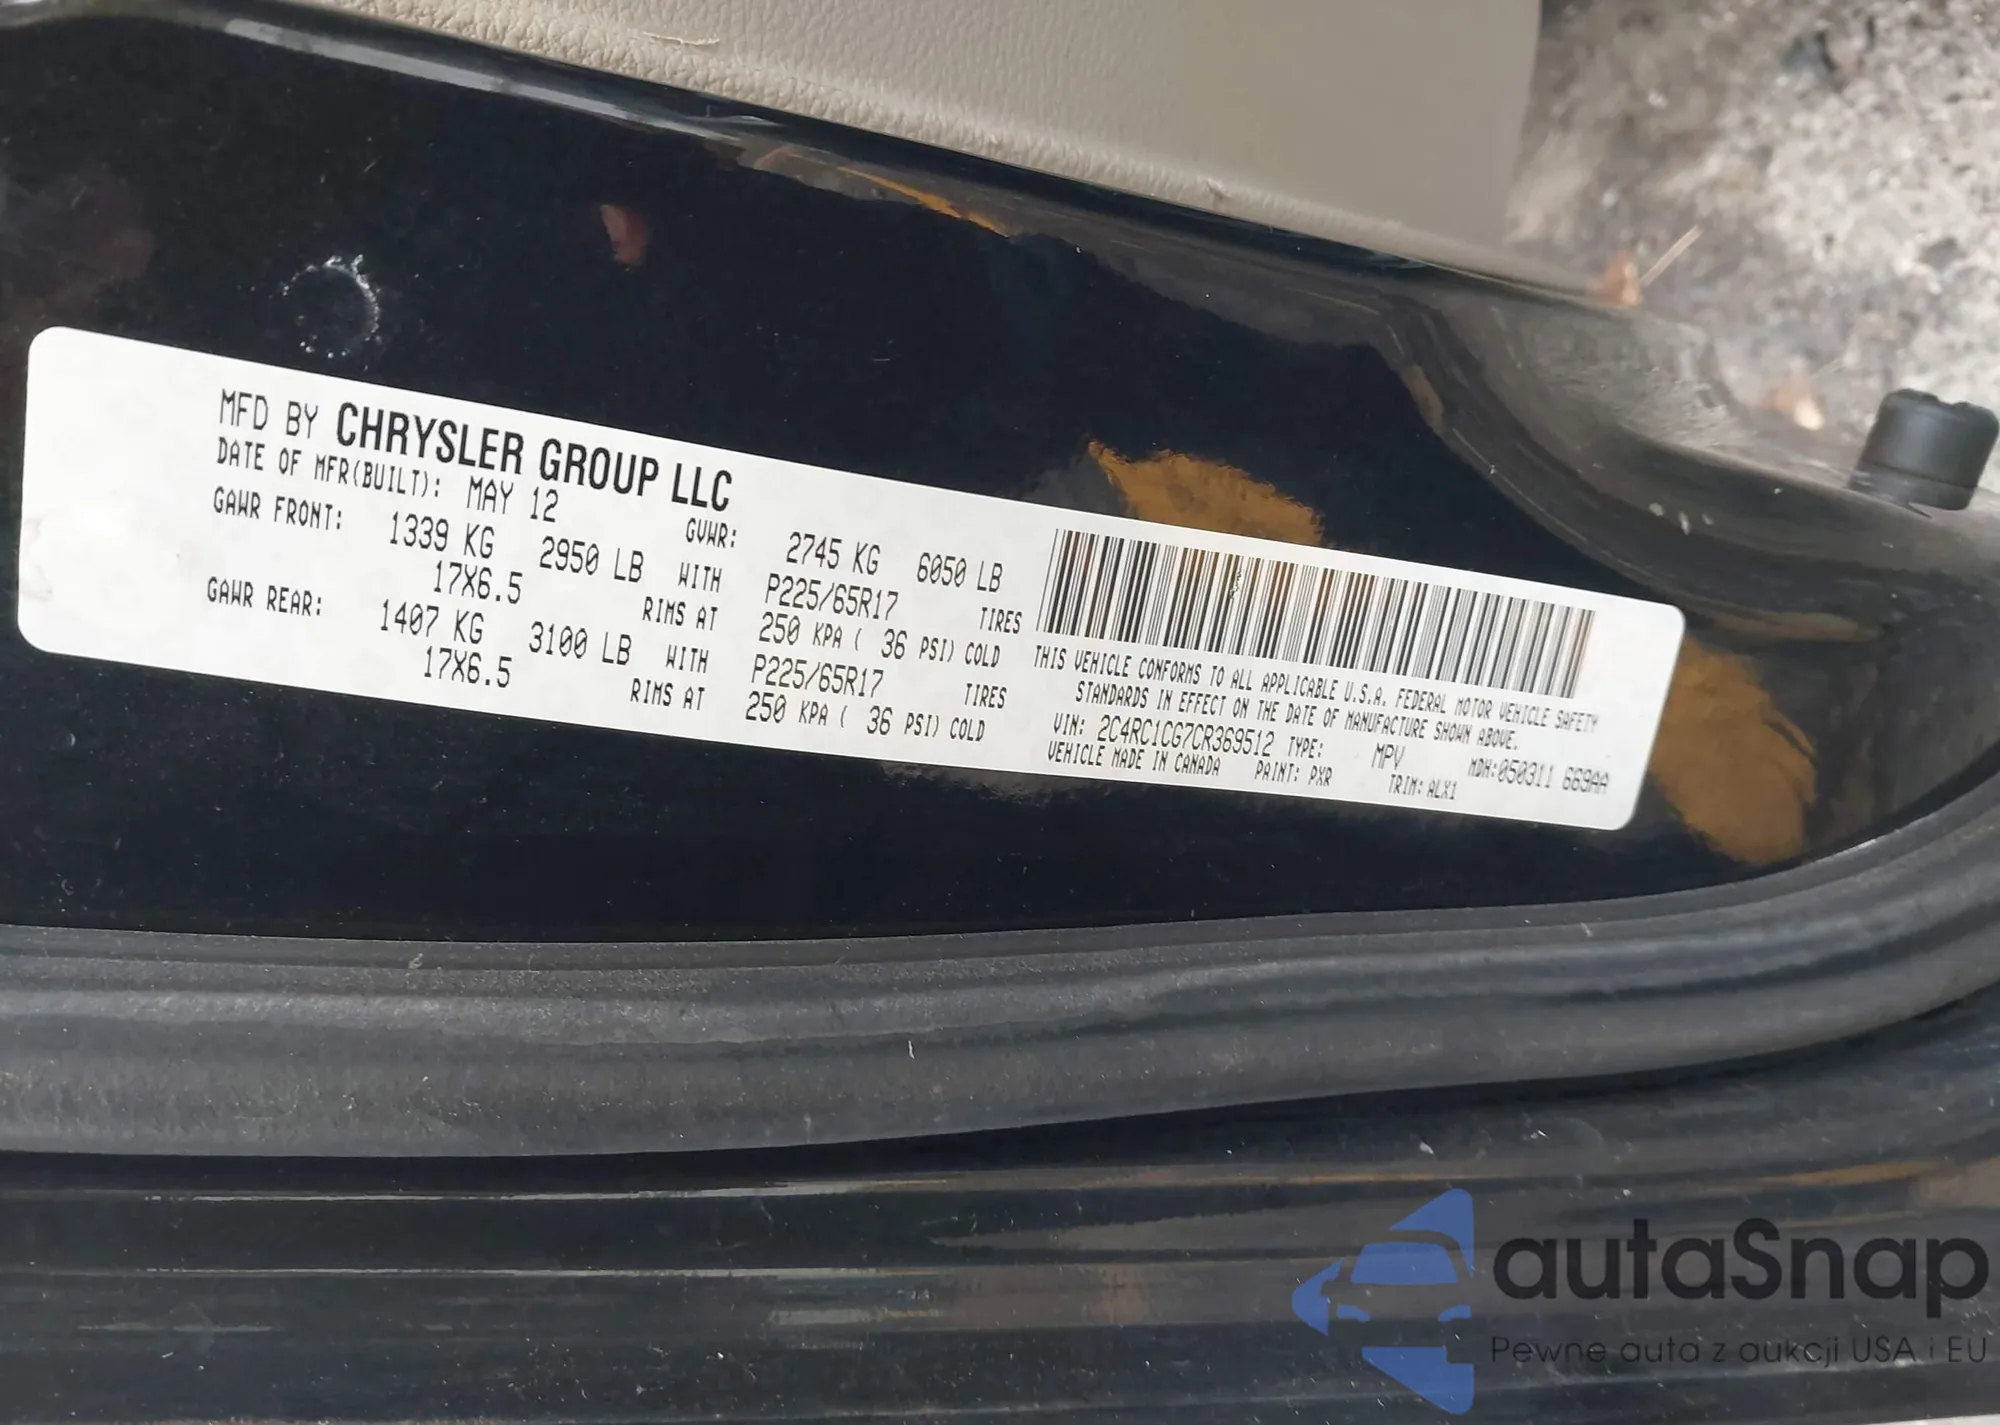 MFD BY CHRYSLER GROUP LLC
DATE OF MFR(BUILT): MAY 12 GVWR: 2745 KG 6050 LB
GAWR FRONT: 1339 KG 2950 LB WITH P225/65R17 TIRES
17X6.5 RIMS AT 250 KPA ( 36 PSI) COLD
GAWR REAR: 1407 KG 3100 LB WITH P225/65R17 TIRES
17X6.5 RIMS AT 250 KPA ( 36 PSI) COLD
THIS VEHICLE CONFORMS TO ALL APPLICABLE U.S.A. FEDERAL MOTOR VEHICLE SAFETY
STANDARDS IN EFFECT ON THE DATE OF MANUFACTURE SHOWN ABOVE.
VIN: 2C4RC1CG7CR369512 TYPE: MPV MDH:050311 669AA
VEHICLE MADE IN CANADA PAINT: PXR TRIM: ALX1
autaSnap
Pewne auta z aukcji USA i EU